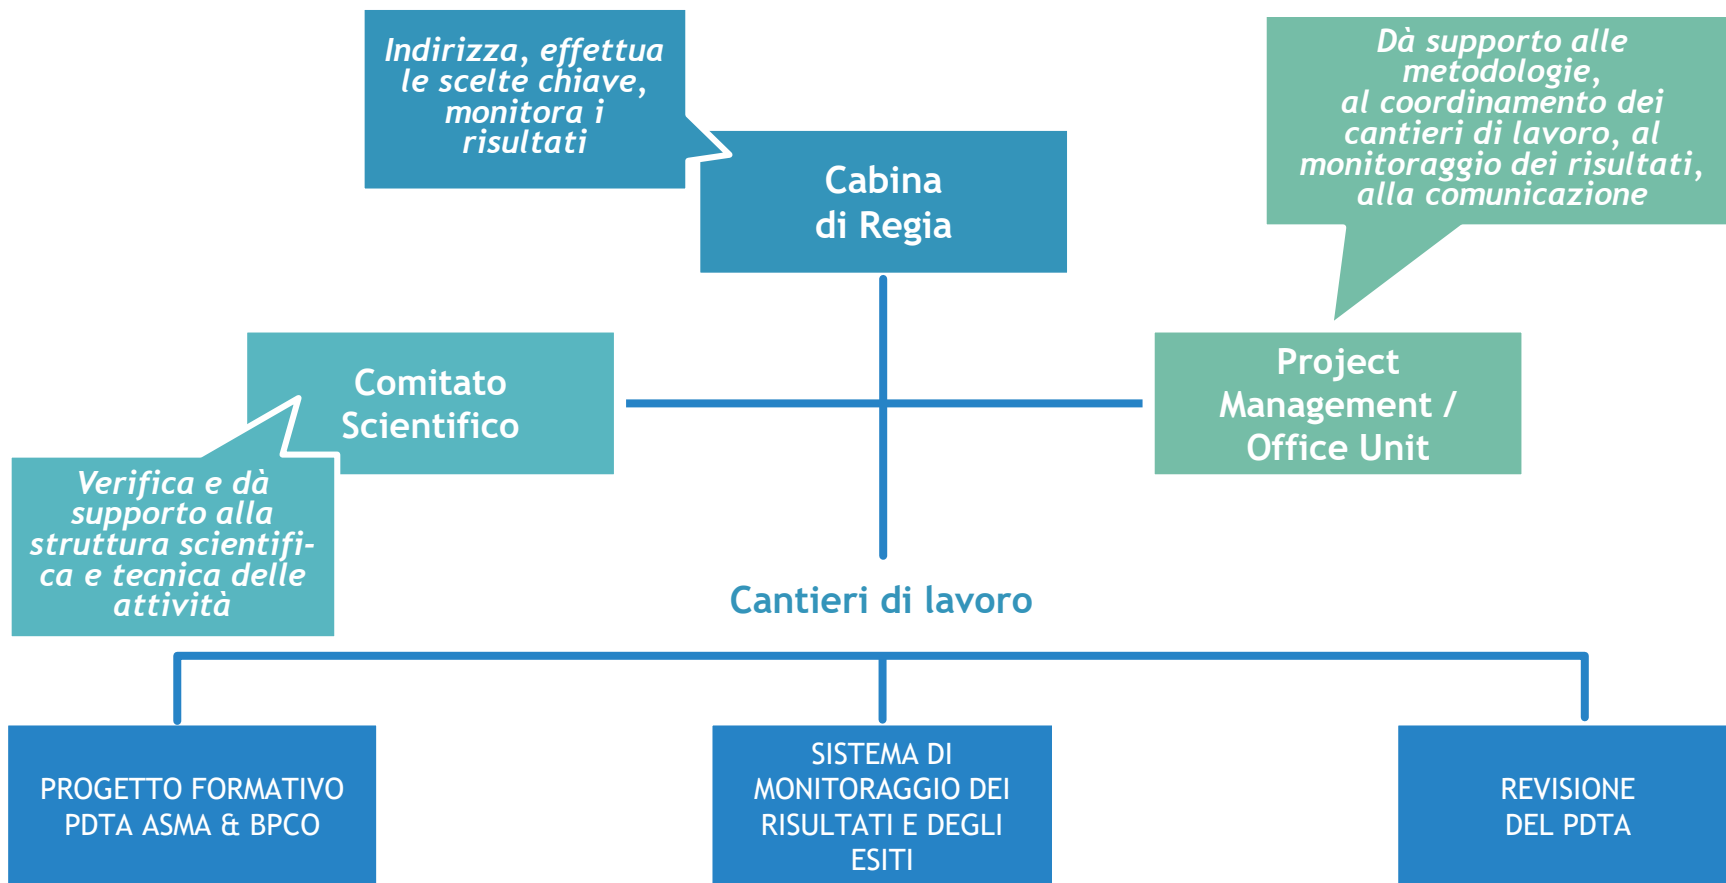 Indirizza, effettua
le scelte chiave,
monitora i
risultati
Dà supporto alle
metodologie,
al coordinamento dei
cantieri di lavoro, al
monitoraggio dei risultati,
alla comunicazione
Cabina
di Regia
Comitato
Scientifico
Project
Management /
Office Unit
Verifica e dà
supporto alla
struttura scientifi-
ca e tecnica delle
attività
Cantieri di lavoro
PROGETTO FORMATIVO
PDTA ASMA & BPCO
SISTEMA DI
MONITORAGGIO DEI
RISULTATI E DEGLI
ESITI
REVISIONE
DEL PDTA